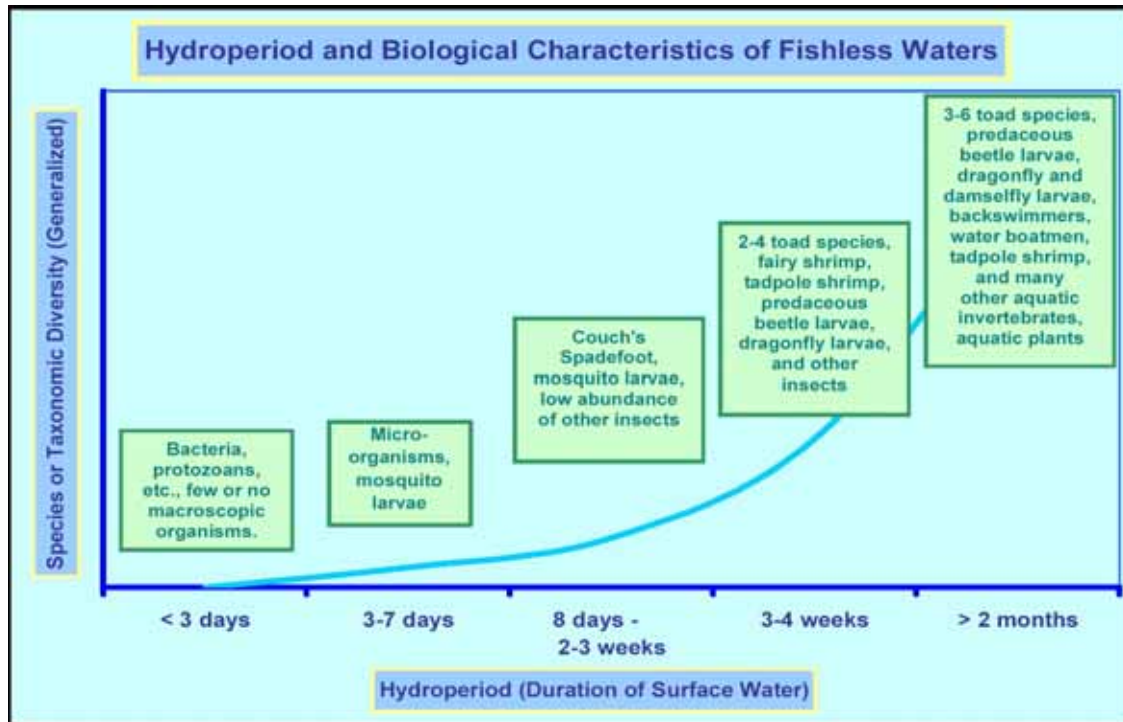 Hydroperiod and Biological Characteristics of Fishless Waters
Species or Taxonomic Diversity (Generalized)
Bacteria,
protozoans,
etc., few or no
macroscopic
organisms.
Micro-
organisms,
mosquito
larvae
Couch's
Spadefoot,
mosquito larvae,
low abundance
of other insects
2-4 toad species,
fairy shrimp,
tadpole shrimp,
predaceous
beetle larvae,
dragonfly larvae,
and other
insects
3-6 toad species,
predaceous
beetle larvae,
dragonfly and
damselfly larvae,
backswimmers,
water boatmen,
tadpole shrimp,
and many
other aquatic
invertebrates,
aquatic plants
< 3 days
3-7 days
8 days -
2-3 weeks
3-4 weeks
> 2 months
Hydroperiod (Duration of Surface Water)